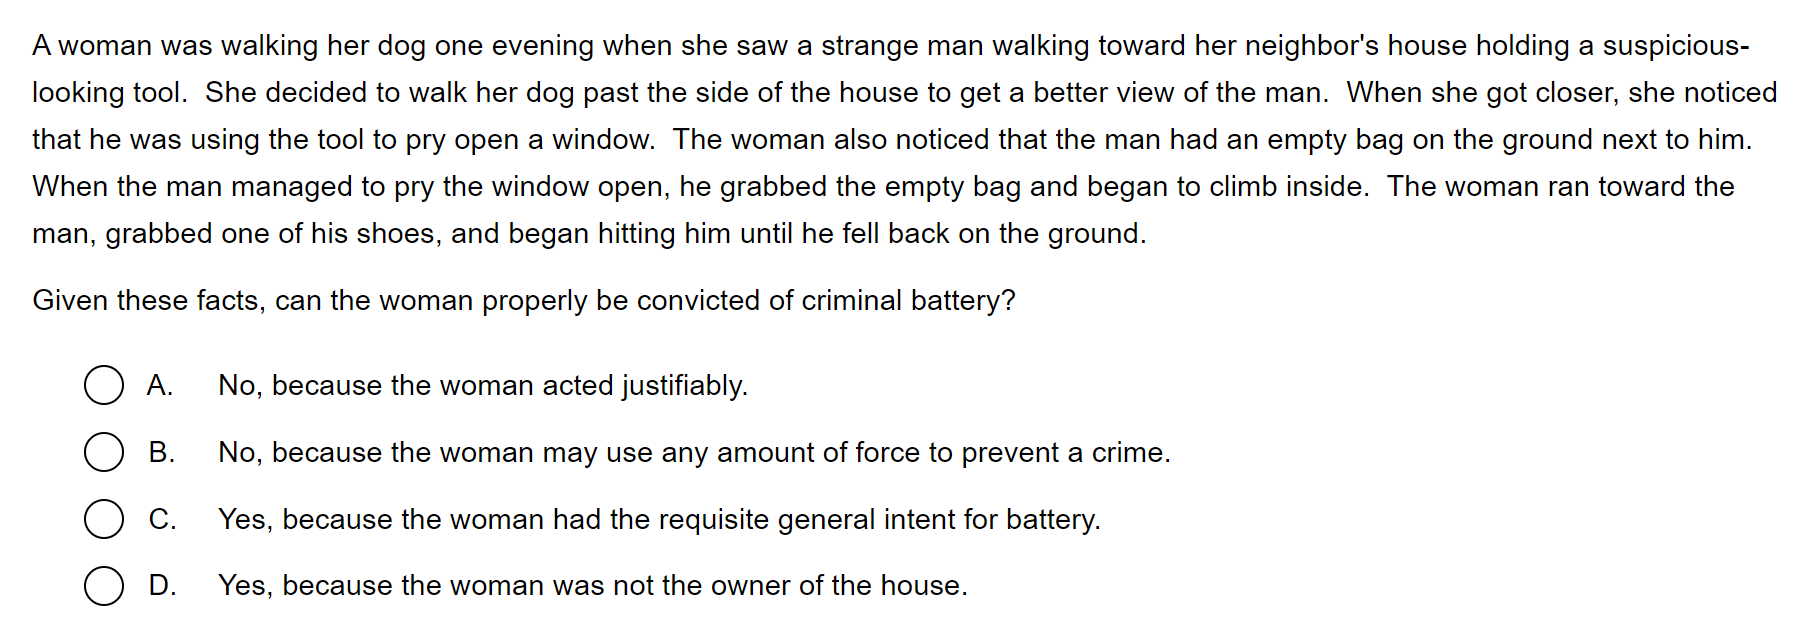 A woman was walking her dog one evening when she saw a strange man walking toward her neighbor's house holding a suspicious-
looking tool.  She decided to walk her dog past the side of the house to get a better view of the man.  When she got closer, she noticed
that he was using the tool to pry open a window.  The woman also noticed that the man had an empty bag on the ground next to him.
When the man managed to pry the window open, he grabbed the empty bag and began to climb inside.  The woman ran toward the
man, grabbed one of his shoes, and began hitting him until he fell back on the ground.
Given these facts, can the woman properly be convicted of criminal battery?
A. No, because the woman acted justifiably.
B. No, because the woman may use any amount of force to prevent a crime.
C. Yes, because the woman had the requisite general intent for battery.
D. Yes, because the woman was not the owner of the house.